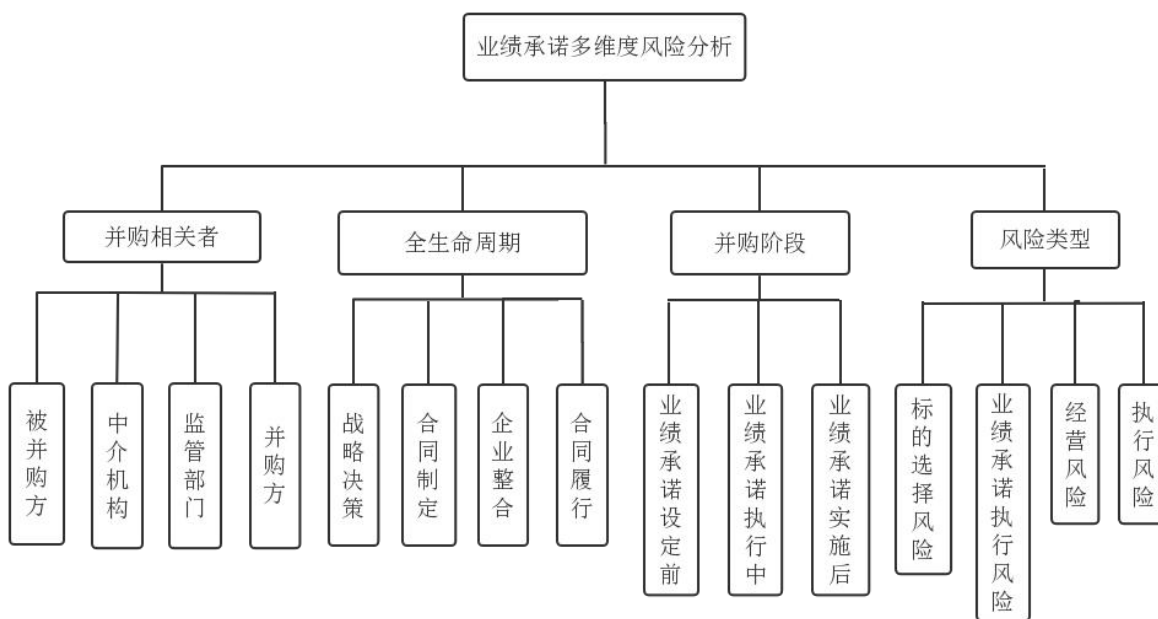 业绩承诺多维度风险分析
并购相关者
全生命周期
并购阶段
风险类型
被并购方
中介机构
监管部门
并购方
战略决策
合同制定
企业整合
合同履行
业绩承诺设定前
业绩承诺执行中
业绩承诺实施后
标的选择风险
业绩承诺执行风险
经营风险
执行风险